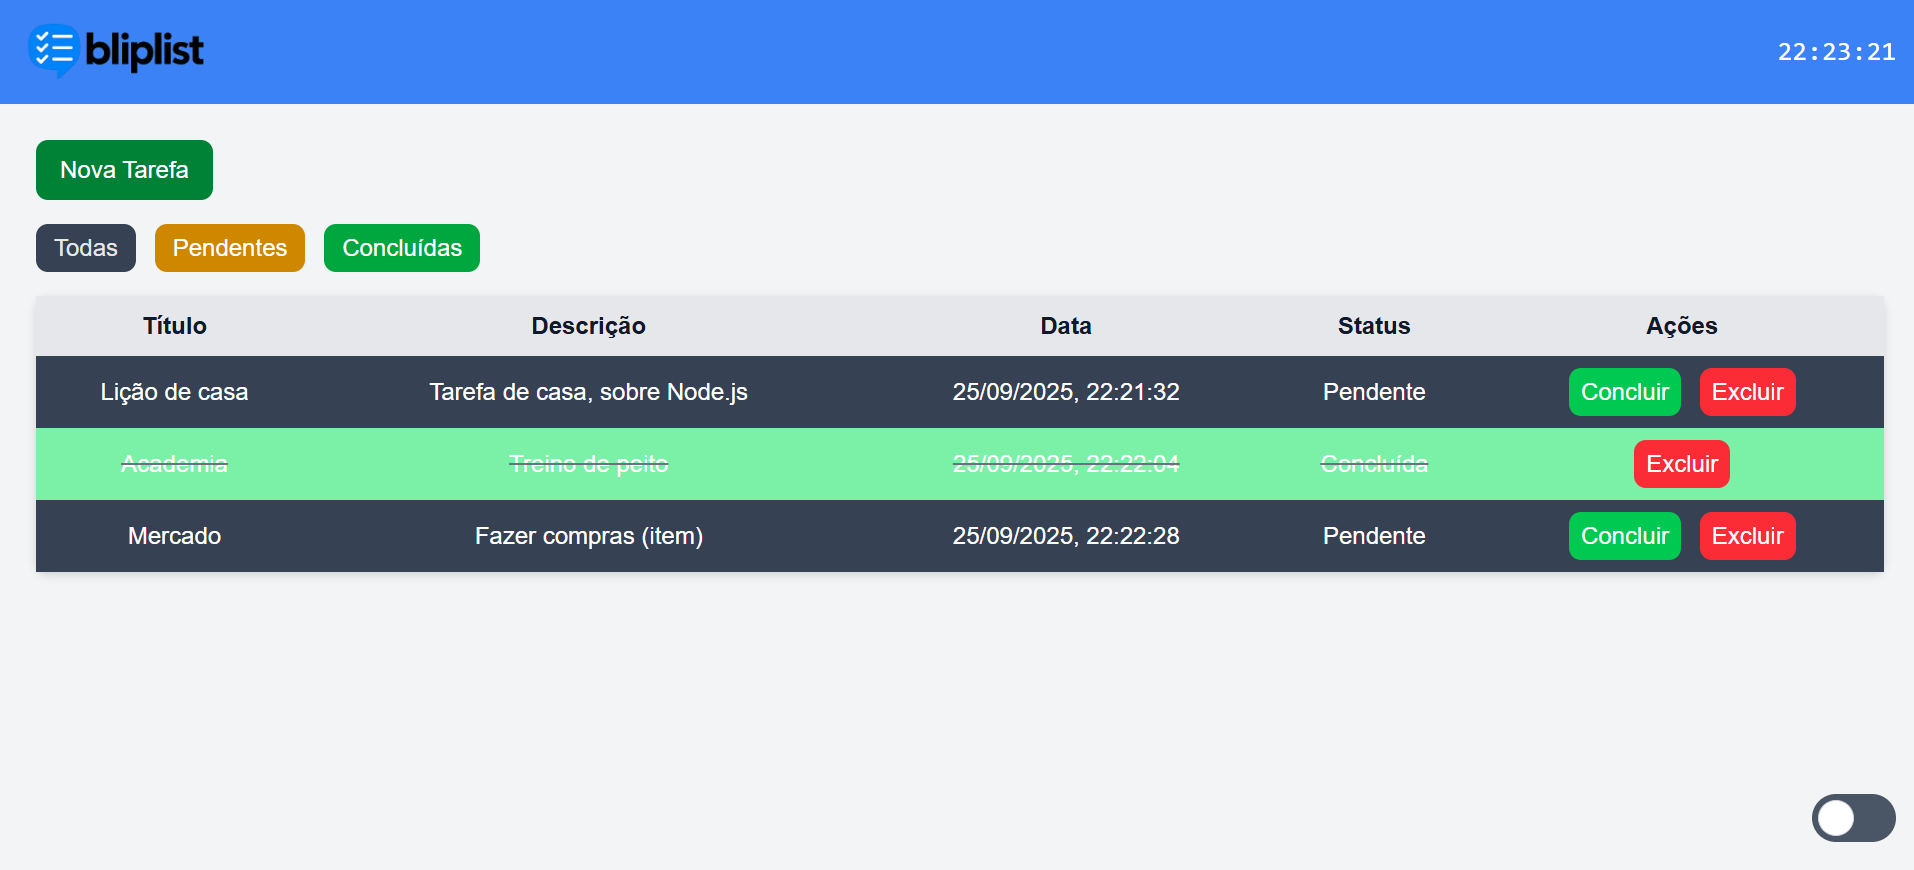 bliplist
22:23:21
Nova Tarefa
Todas Pendentes Concluídas
Título Descrição Data Status Ações
Lição de casa Tarefa de casa, sobre Node.js 25/09/2025, 22:21:32 Pendente Concluir Excluir
Academia Treino de peito 25/09/2025, 22:22:04 Concluída Excluir
Mercado Fazer compras (item) 25/09/2025, 22:22:28 Pendente Concluir Excluir